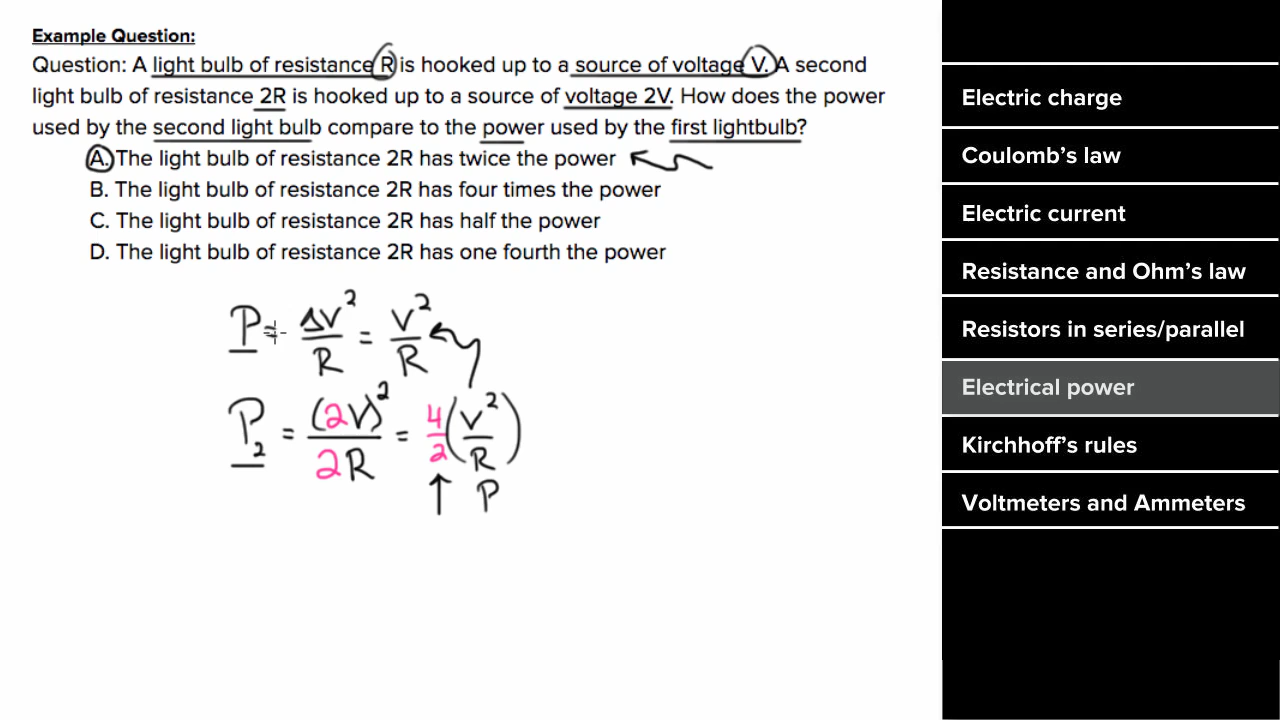 Example Question:
Question: A light bulb of resistance R is hooked up to a source of voltage V. A second
light bulb of resistance 2R is hooked up to a source of voltage 2V. How does the power
used by the second light bulb compare to the power used by the first lightbulb?
A. The light bulb of resistance 2R has twice the power
B. The light bulb of resistance 2R has four times the power
C. The light bulb of resistance 2R has half the power
D. The light bulb of resistance 2R has one fourth the power
P = ΔV²/R = V²/R
P₂ = (2V)²/2R = 4/2 (V²/R)
P
Electric charge
Coulomb's law
Electric current
Resistance and Ohm's law
Resistors in series/parallel
Electrical power
Kirchhoff's rules
Voltmeters and Ammeters